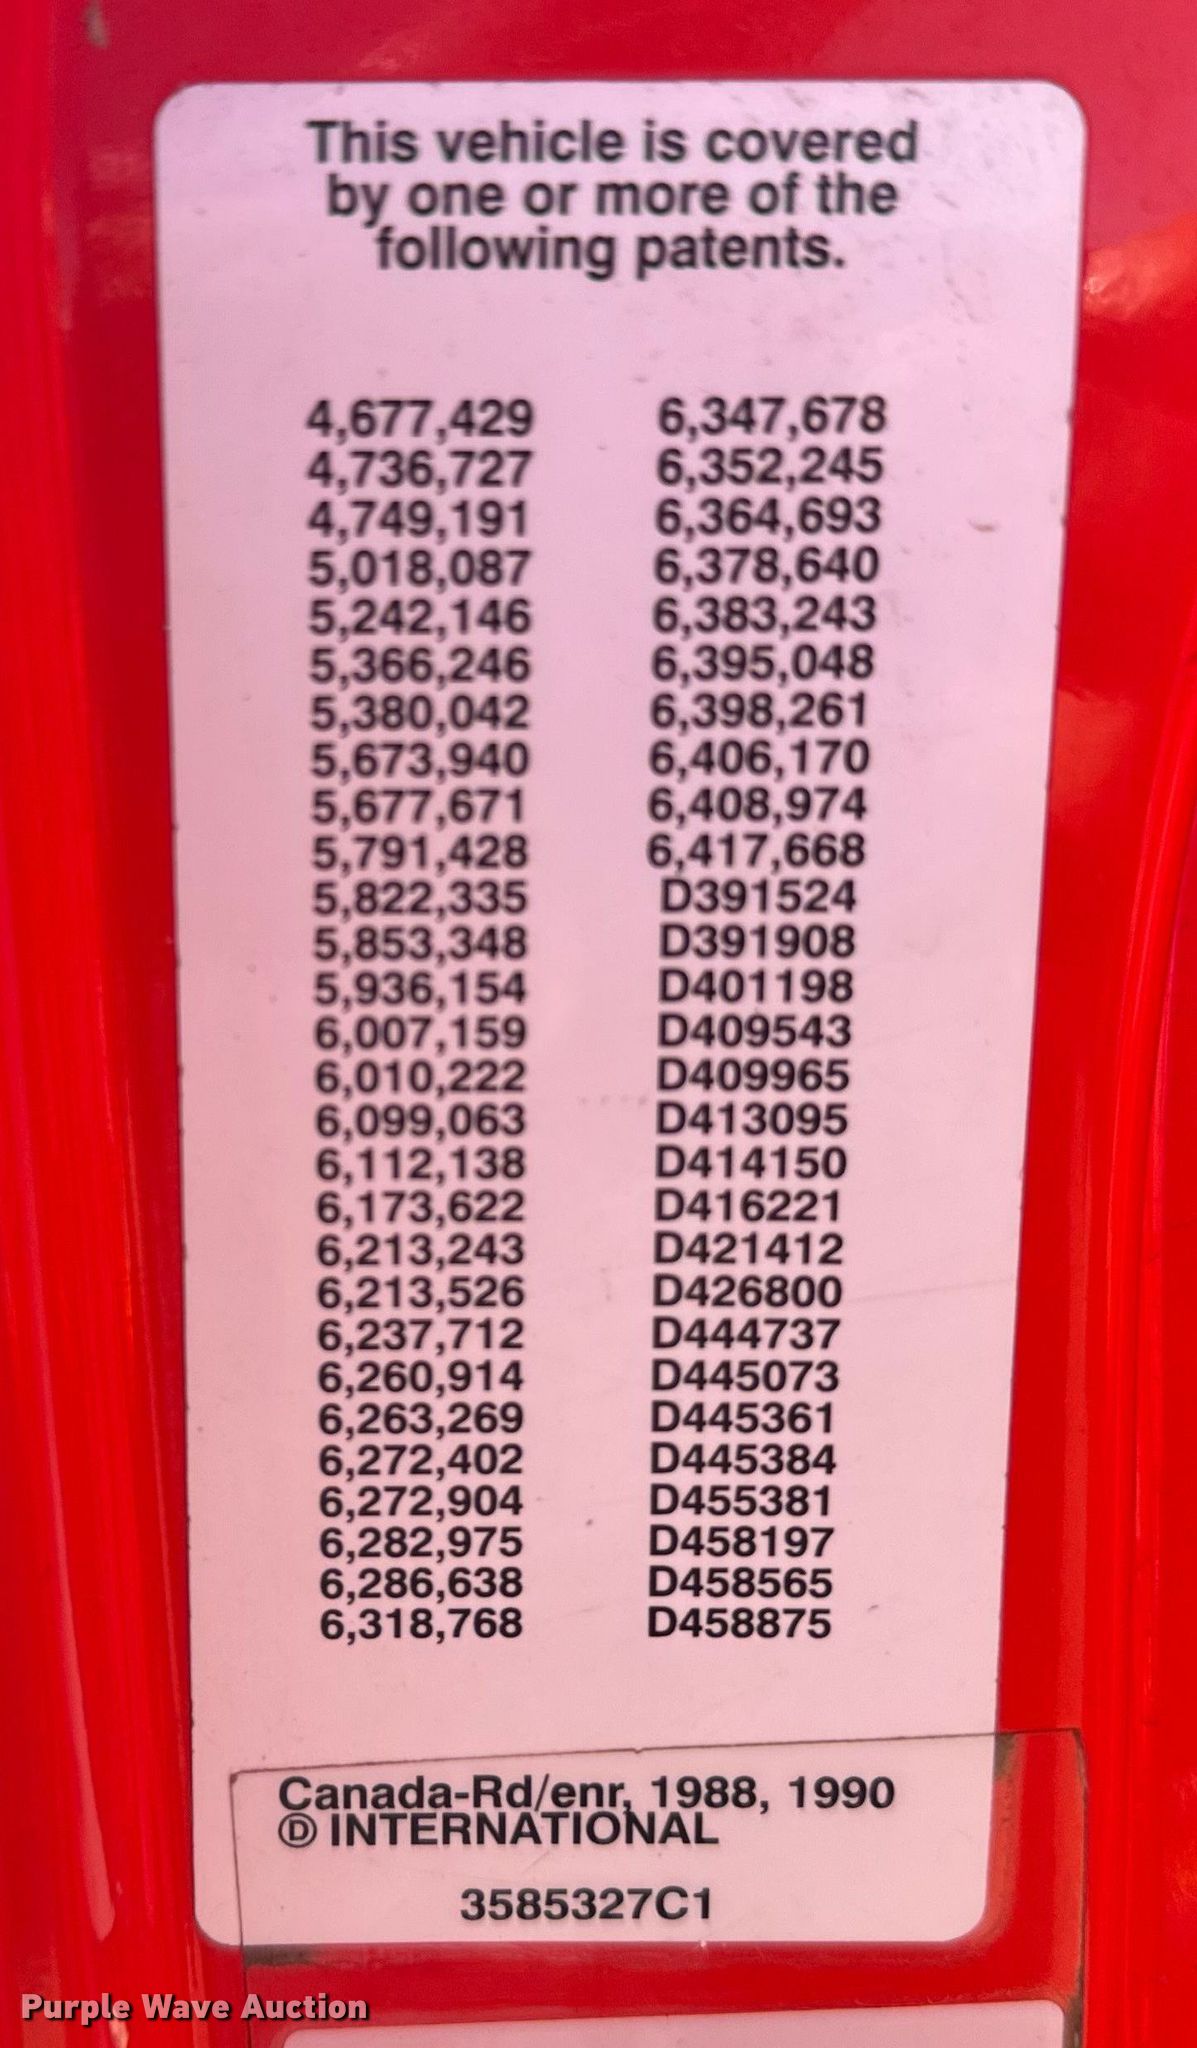 This vehicle is covered
by one or more of the
following patents.
4,677,429 6,347,678
4,736,727 6,352,245
4,749,191 6,364,693
5,018,087 6,378,640
5,242,146 6,383,243
5,366,246 6,395,048
5,380,042 6,398,261
5,673,940 6,406,170
5,677,671 6,408,974
5,791,428 6,417,668
5,822,335 D391524
5,853,348 D391908
5,936,154 D401198
6,007,159 D409543
6,010,222 D409965
6,099,063 D413095
6,112,138 D414150
6,173,622 D416221
6,213,243 D421412
6,213,526 D426800
6,237,712 D444737
6,260,914 D445073
6,263,269 D445361
6,272,402 D445384
6,272,904 D455381
6,282,975 D458197
6,286,638 D458565
6,318,768 D458875
Canada-Rd/enr, 1988, 1990
Ⓓ INTERNATIONAL
3585327C1
Purple Wave Auction